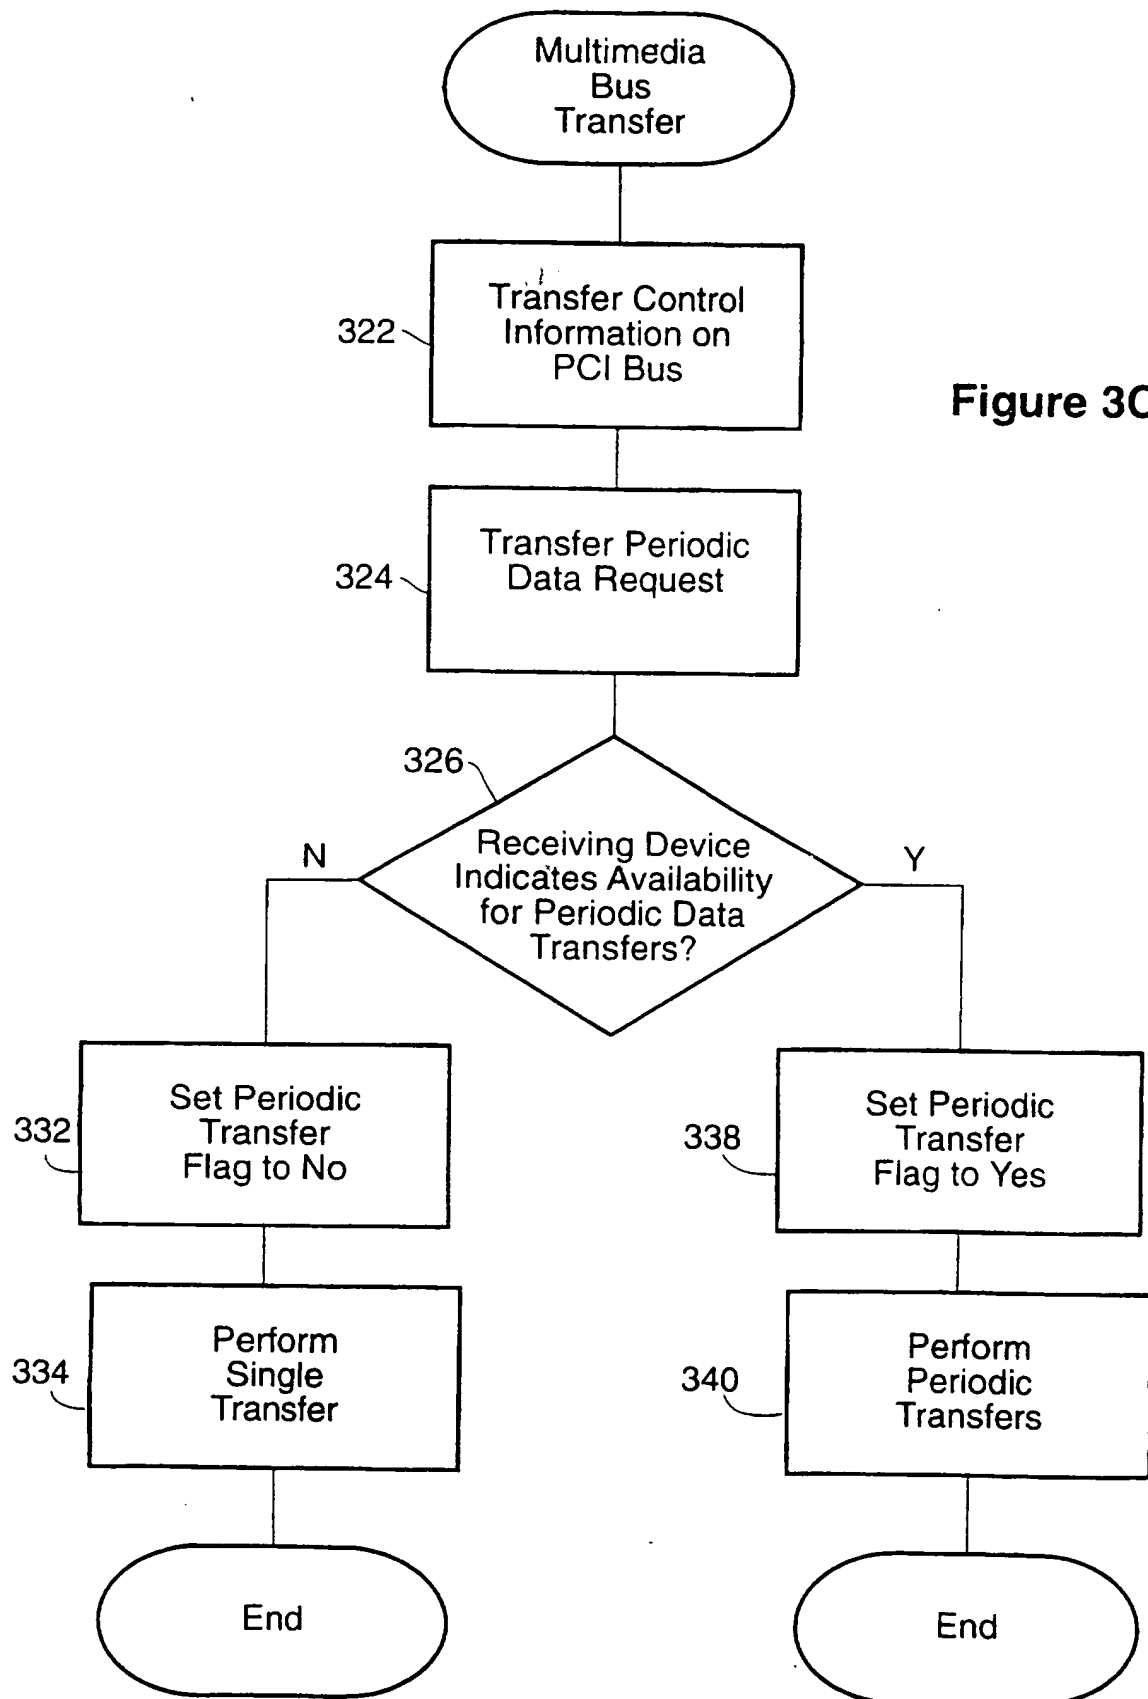 Multimedia
Bus
Transfer
Transfer Control
Information on
PCI Bus
322
Figure 3C
Transfer Periodic
Data Request
324
326
Receiving Device
Indicates Availability
for Periodic Data
Transfers?
N
Y
Set Periodic
Transfer
Flag to No
332
Set Periodic
Transfer
Flag to Yes
338
Perform
Single
Transfer
334
Perform
Periodic
Transfers
340
End
End